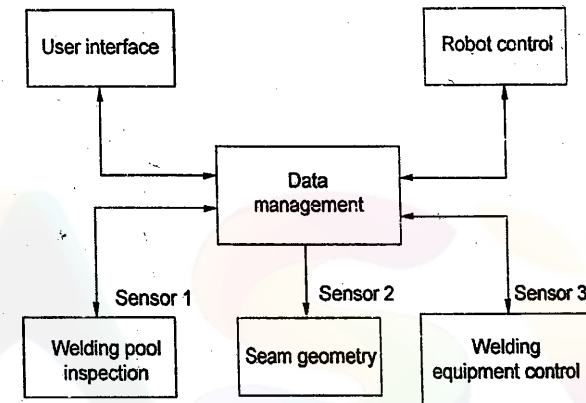 User interface
Robot control
Data
management
Sensor 1
Sensor 2
Sensor 3
Welding pool
inspection
Seam geometry
Welding
equipment control